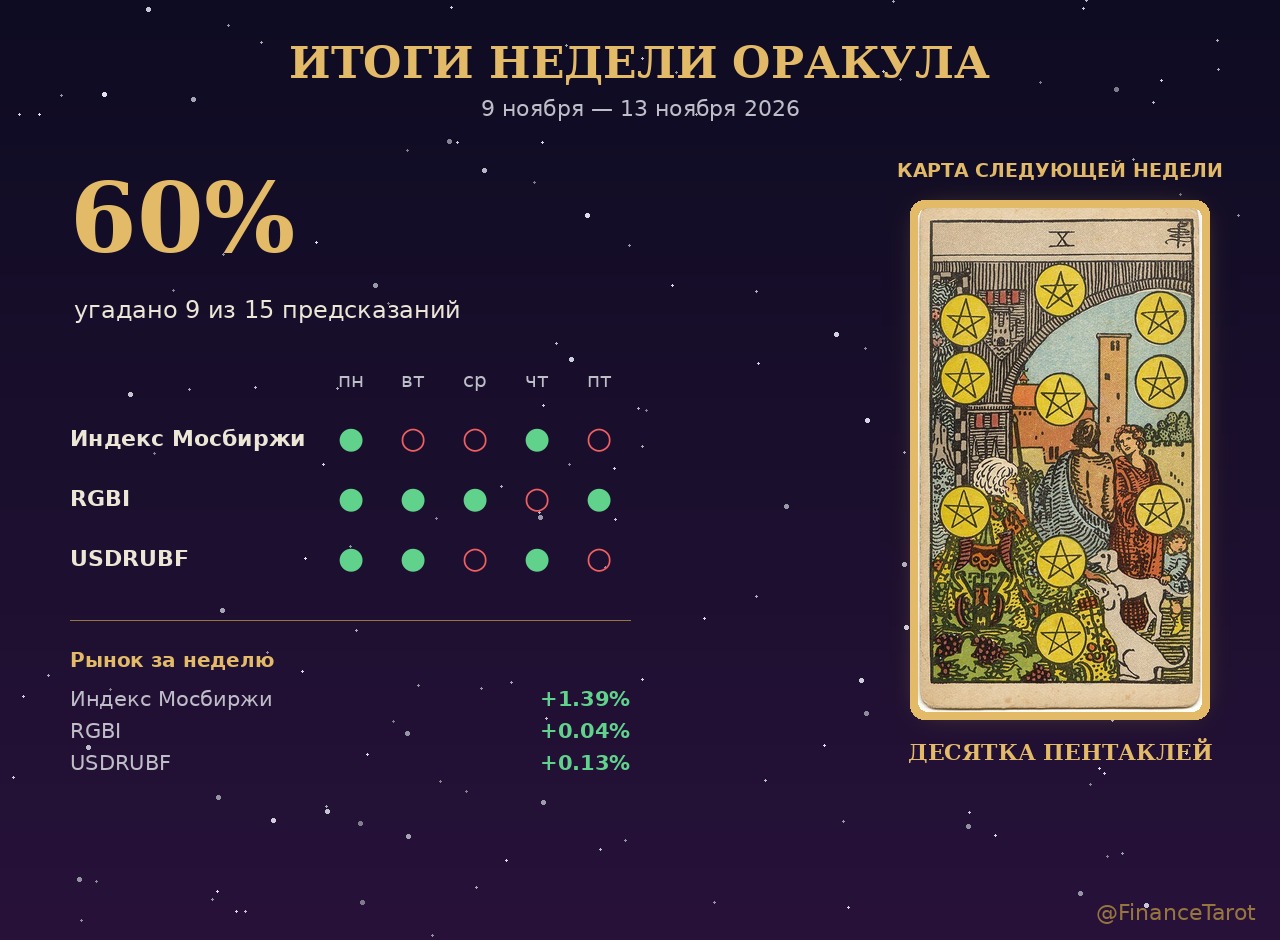 ИТОГИ НЕДЕЛИ ОРАКУЛА
9 ноября — 13 ноября 2026
60%
угадано 9 из 15 предсказаний
пн вт ср чт пт
Индекс Мосбиржи
RGBI
USDRUBF
Рынок за неделю
Индекс Мосбиржи +1.39%
RGBI +0.04%
USDRUBF +0.13%
КАРТА СЛЕДУЮЩЕЙ НЕДЕЛИ
X
ДЕСЯТКА ПЕНТАКЛЕЙ
@FinanceTarot